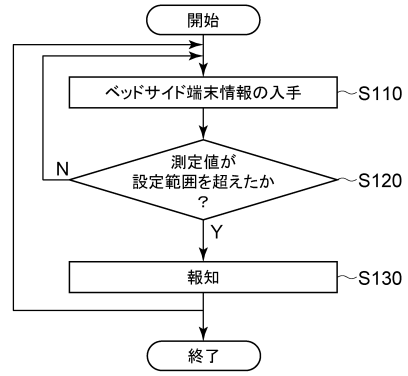 開始
ベッドサイド端末情報の入手
S110
測定値が
設定範囲を超えたか
?
S120
N
Y
報知
S130
終了